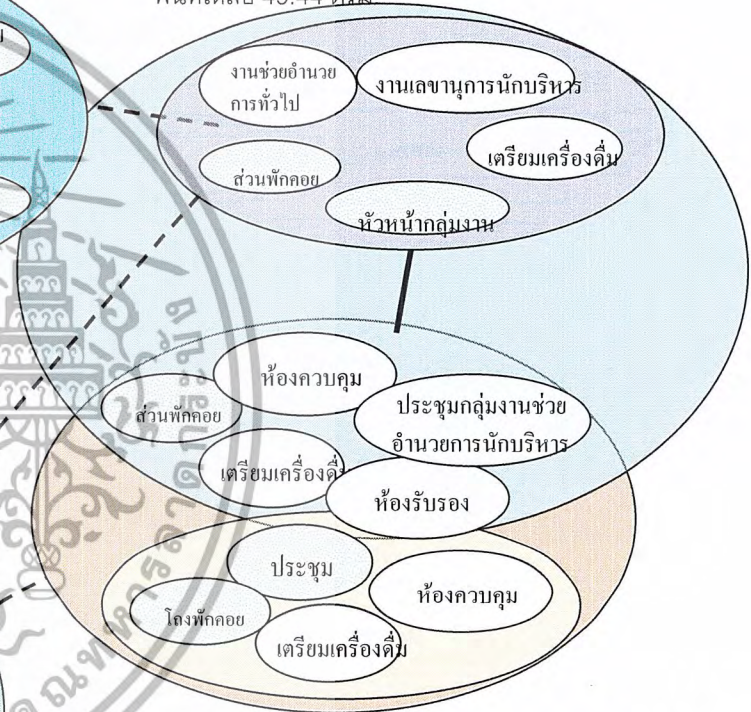 งานช่วยอำนวย
การทั่วไป
งานเลขานุการนักบริหาร
เตรียมเครื่องดื่ม
ส่วนพักคอย
หัวหน้ากลุ่มงาน
ห้องควบคุม
ส่วนพักคอย
ประชุมกลุ่มงานช่วย
อำนวยการนักบริหาร
เตรียมเครื่องดื่ม
ห้องรับรอง
ประชุม
ห้องควบคุม
โถงพักคอย
เตรียมเครื่องดื่ม